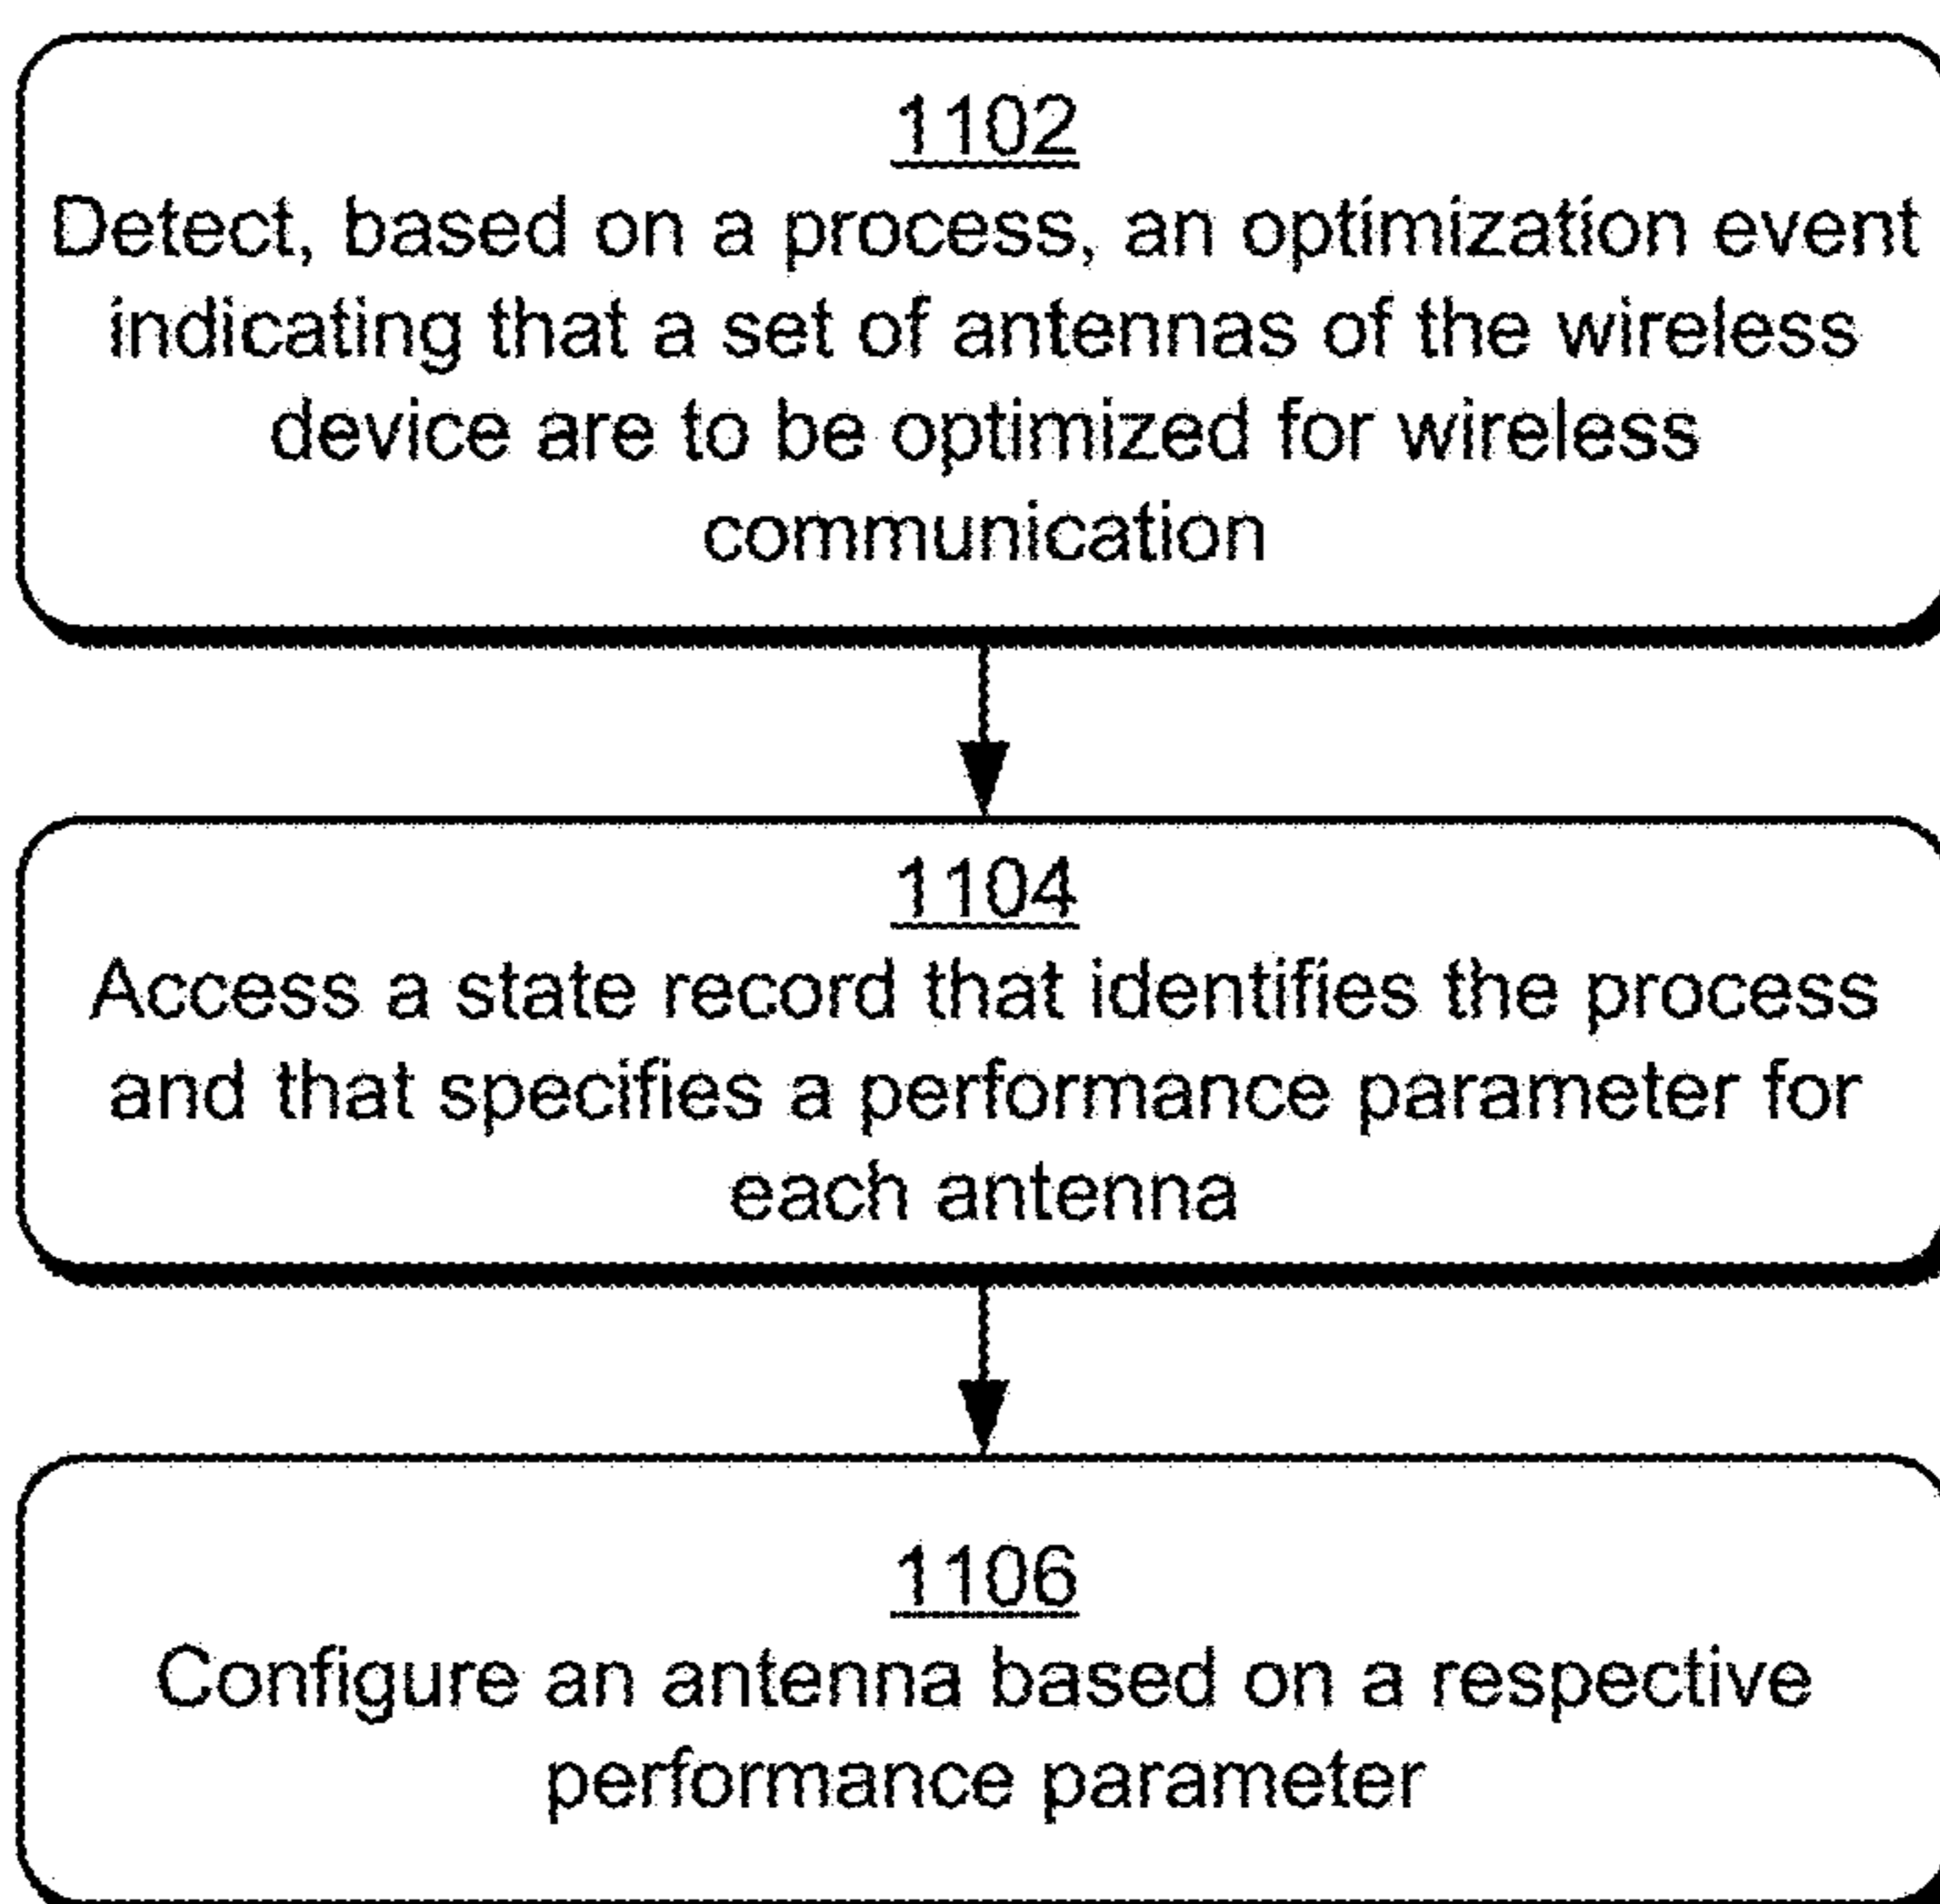 1102
Detect, based on a process, an optimization event
indicating that a set of antennas of the wireless
device are to be optimized for wireless
communication
1104
Access a state record that identifies the process
and that specifies a performance parameter for
each antenna
1106
Configure an antenna based on a respective
performance parameter